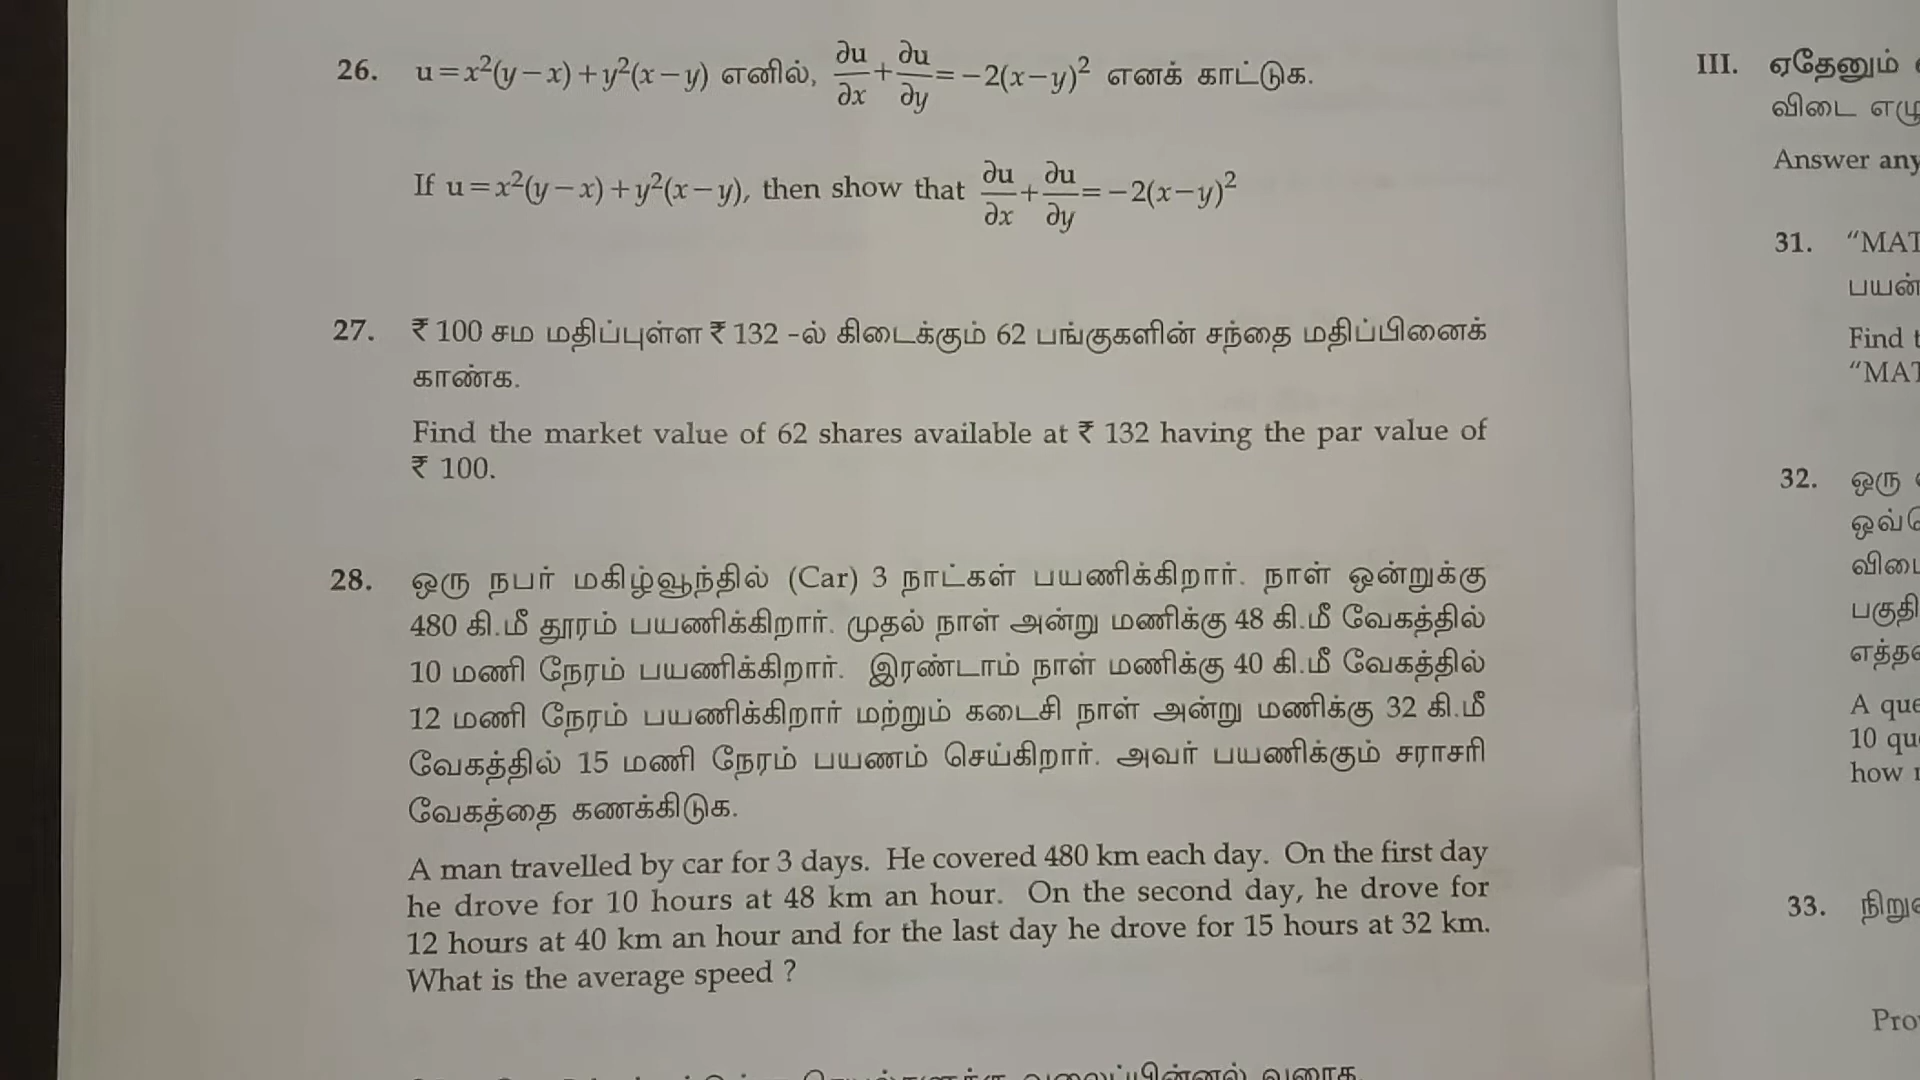 26. u=x²(y−x)+y²(x−y) எனில், ∂u/∂x+∂u/∂y=−2(x−y)² எனக் காட்டுக.
If u=x²(y−x)+y²(x−y), then show that ∂u/∂x+∂u/∂y=−2(x−y)²
27. ₹ 100 சம மதிப்புள்ள ₹ 132 -ல் கிடைக்கும் 62 பங்குகளின் சந்தை மதிப்பினைக்
காண்க.
Find the market value of 62 shares available at ₹ 132 having the par value of
₹ 100.
28. ஒரு நபர் மகிழ்வூந்தில் (Car) 3 நாட்கள் பயணிக்கிறார். நாள் ஒன்றுக்கு
480 கி.மீ தூரம் பயணிக்கிறார். முதல் நாள் அன்று மணிக்கு 48 கி.மீ வேகத்தில்
10 மணி நேரம் பயணிக்கிறார். இரண்டாம் நாள் மணிக்கு 40 கி.மீ வேகத்தில்
12 மணி நேரம் பயணிக்கிறார் மற்றும் கடைசி நாள் அன்று மணிக்கு 32 கி.மீ
வேகத்தில் 15 மணி நேரம் பயணம் செய்கிறார். அவர் பயணிக்கும் சராசரி
வேகத்தை கணக்கிடுக.
A man travelled by car for 3 days. He covered 480 km each day. On the first day
he drove for 10 hours at 48 km an hour. On the second day, he drove for
12 hours at 40 km an hour and for the last day he drove for 15 hours at 32 km.
What is the average speed ?
வரைக.
III. ஏதேனும்
விடை
Answer any
31. "MAT
பயன்
Find
"MAT
32. ஒரு
A
10
how
33.